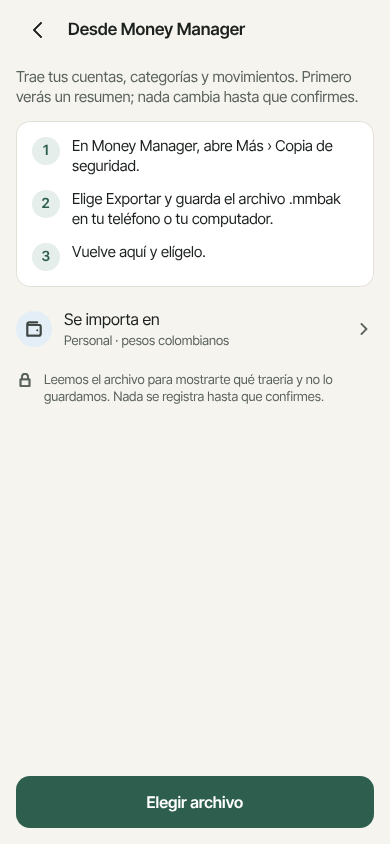 Desde Money Manager
Trae tus cuentas, categorías y movimientos. Primero
verás un resumen; nada cambia hasta que confirmes.
1 En Money Manager, abre Más › Copia de
seguridad.
2 Elige Exportar y guarda el archivo .mmbak
en tu teléfono o tu computador.
3 Vuelve aquí y elígelo.
Se importa en
Personal · pesos colombianos
Leemos el archivo para mostrarte qué traería y no lo
guardamos. Nada se registra hasta que confirmes.
Elegir archivo